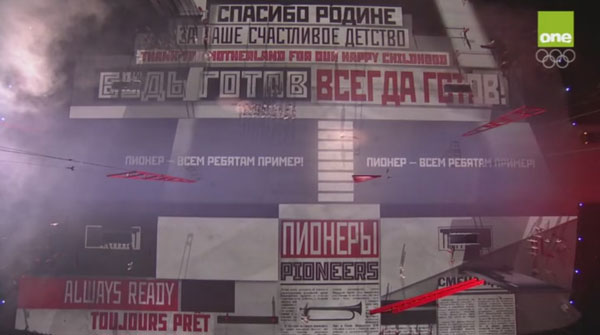 one
СПАСИБО РОДИНЕ
ЗА НАШЕ СЧАСТЛИВОЕ ДЕТСТВО
MOTHERLAND FOR OUR HAPPY CHILDHOOD
БУДЬ ГОТОВ ВСЕГДА ГОТОВ!
ПИОНЕР — ВСЕМ РЕБЯТАМ ПРИМЕР!
ПИОНЕР — ВСЕМ РЕБЯТАМ ПРИМЕР!
ПИОНЕРЫ
PIONEERS
ALWAYS READY
TOUJOURS PRÊT